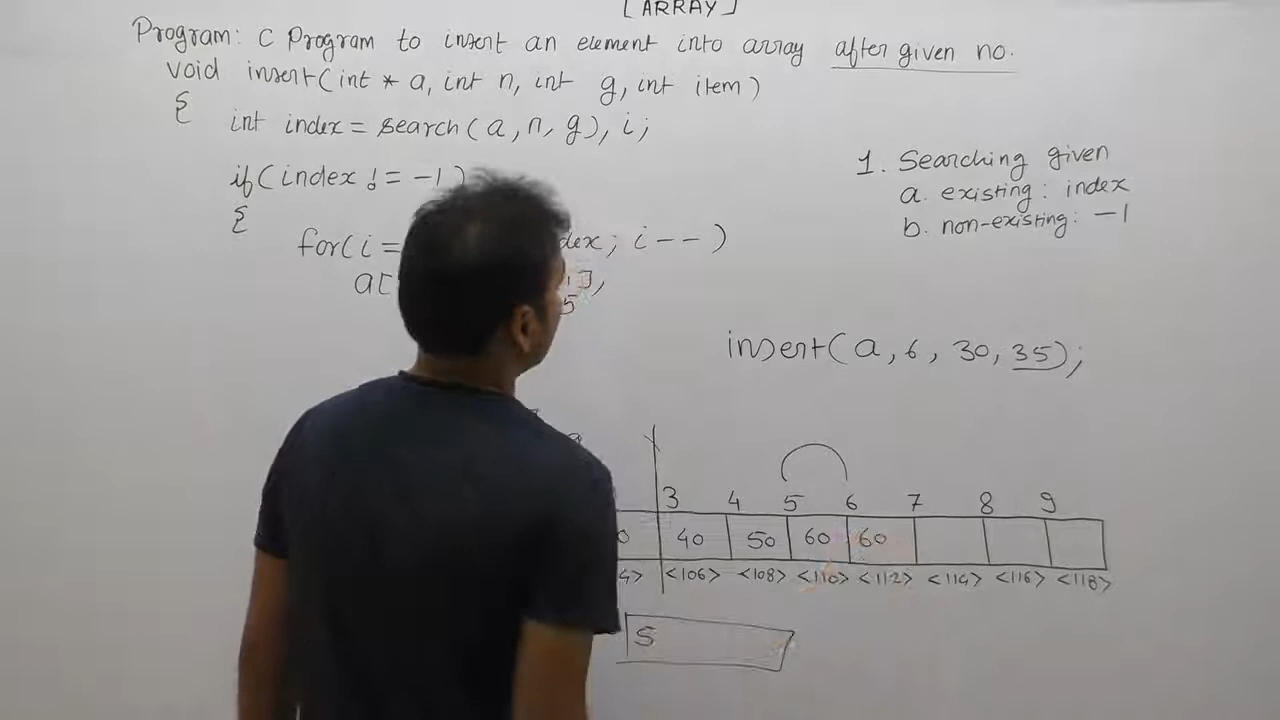 [ARRAY]
Program: C Program to insert an element into array after given no.
void insert(int * a, int n, int g, int item)
{
int index = search(a, n, g), i;
if(index != -1)
{
for(i = dex; i--)
a[ ],
5
1. Searching given
a. existing: index
b. non-existing: -1
insert(a, 6, 30, 35);
3 4 5 6 7 8 9
0 40 50 60 60
4> <106> <108> <110> <112> <114> <116> <118>
5